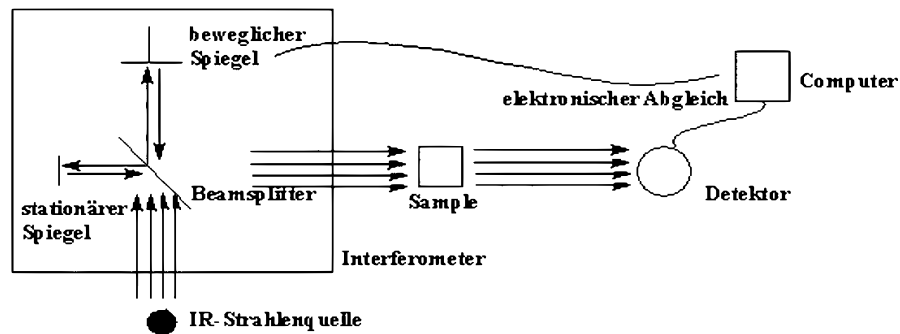 beweglicher
Spiegel
Computer
elektronischer Abgleich
Beamsplitter
Sample
Detektor
stationärer
Spiegel
Interferometer
IR-Strahlenquelle